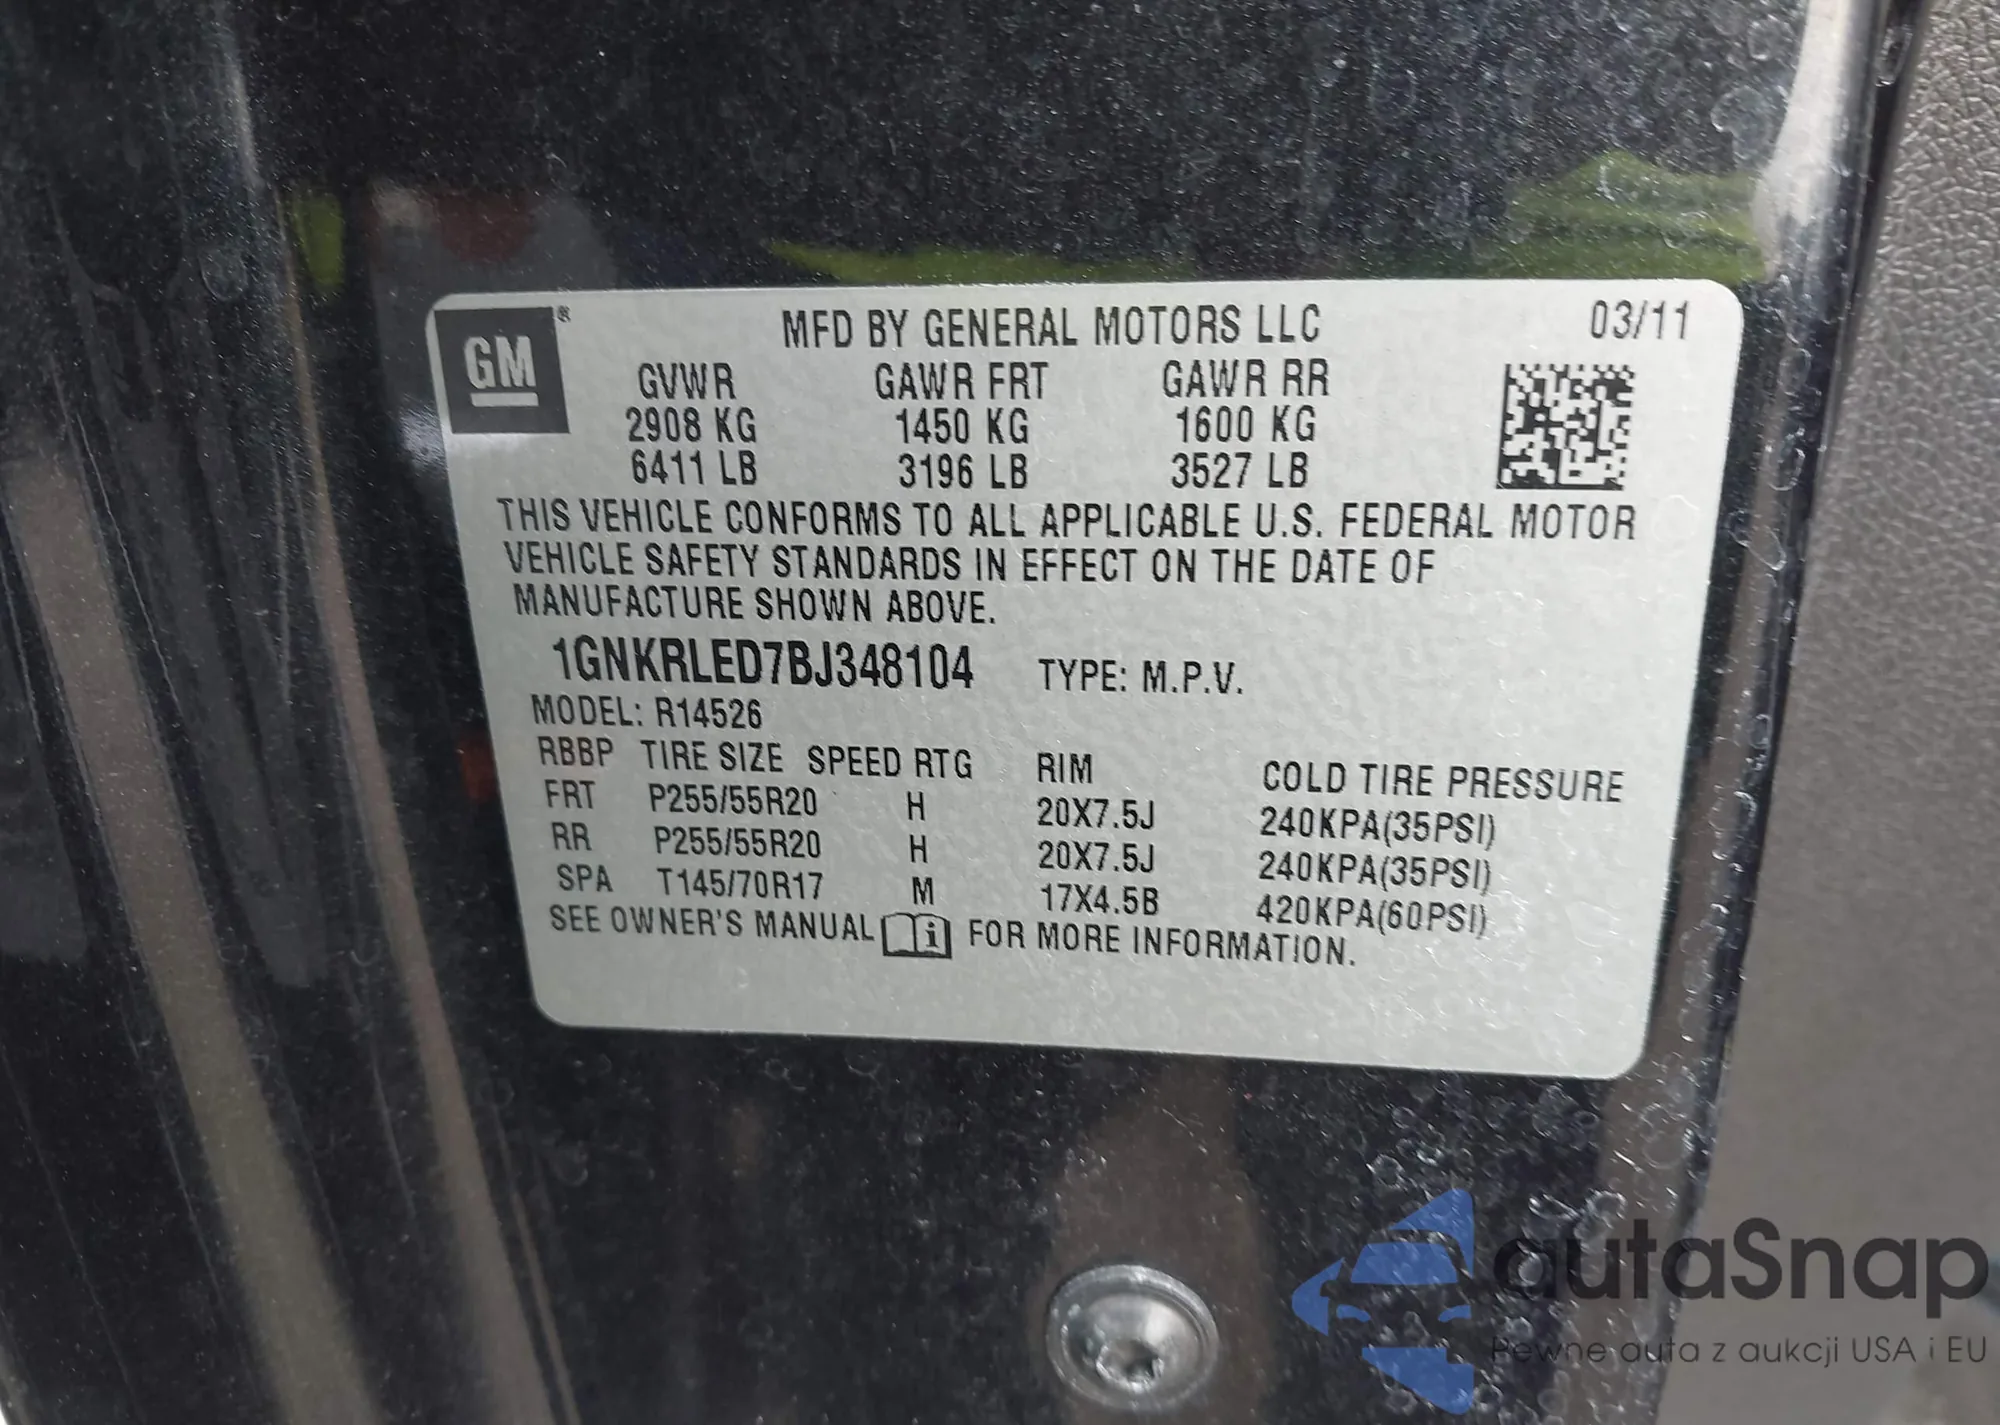 GM ®
MFD BY GENERAL MOTORS LLC 03/11
GVWR GAWR FRT GAWR RR
2908 KG 1450 KG 1600 KG
6411 LB 3196 LB 3527 LB
THIS VEHICLE CONFORMS TO ALL APPLICABLE U.S. FEDERAL MOTOR
VEHICLE SAFETY STANDARDS IN EFFECT ON THE DATE OF
MANUFACTURE SHOWN ABOVE.
1GNKRLED7BJ348104 TYPE: M.P.V.
MODEL: R14526
RBBP TIRE SIZE SPEED RTG RIM COLD TIRE PRESSURE
FRT P255/55R20 H 20X7.5J 240KPA(35PSI)
RR P255/55R20 H 20X7.5J 240KPA(35PSI)
SPA T145/70R17 M 17X4.5B 420KPA(60PSI)
SEE OWNER'S MANUAL i FOR MORE INFORMATION.
autaSnap
Pewne auta z aukcji USA i EU